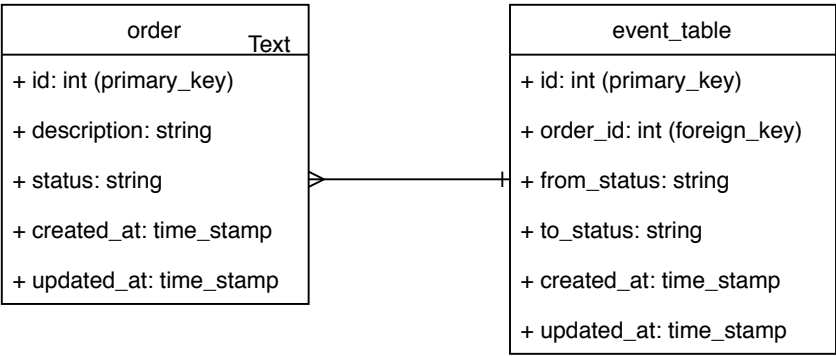 order
Text
+ id: int (primary_key)
+ description: string
+ status: string
+ created_at: time_stamp
+ updated_at: time_stamp
event_table
+ id: int (primary_key)
+ order_id: int (foreign_key)
+ from_status: string
+ to_status: string
+ created_at: time_stamp
+ updated_at: time_stamp